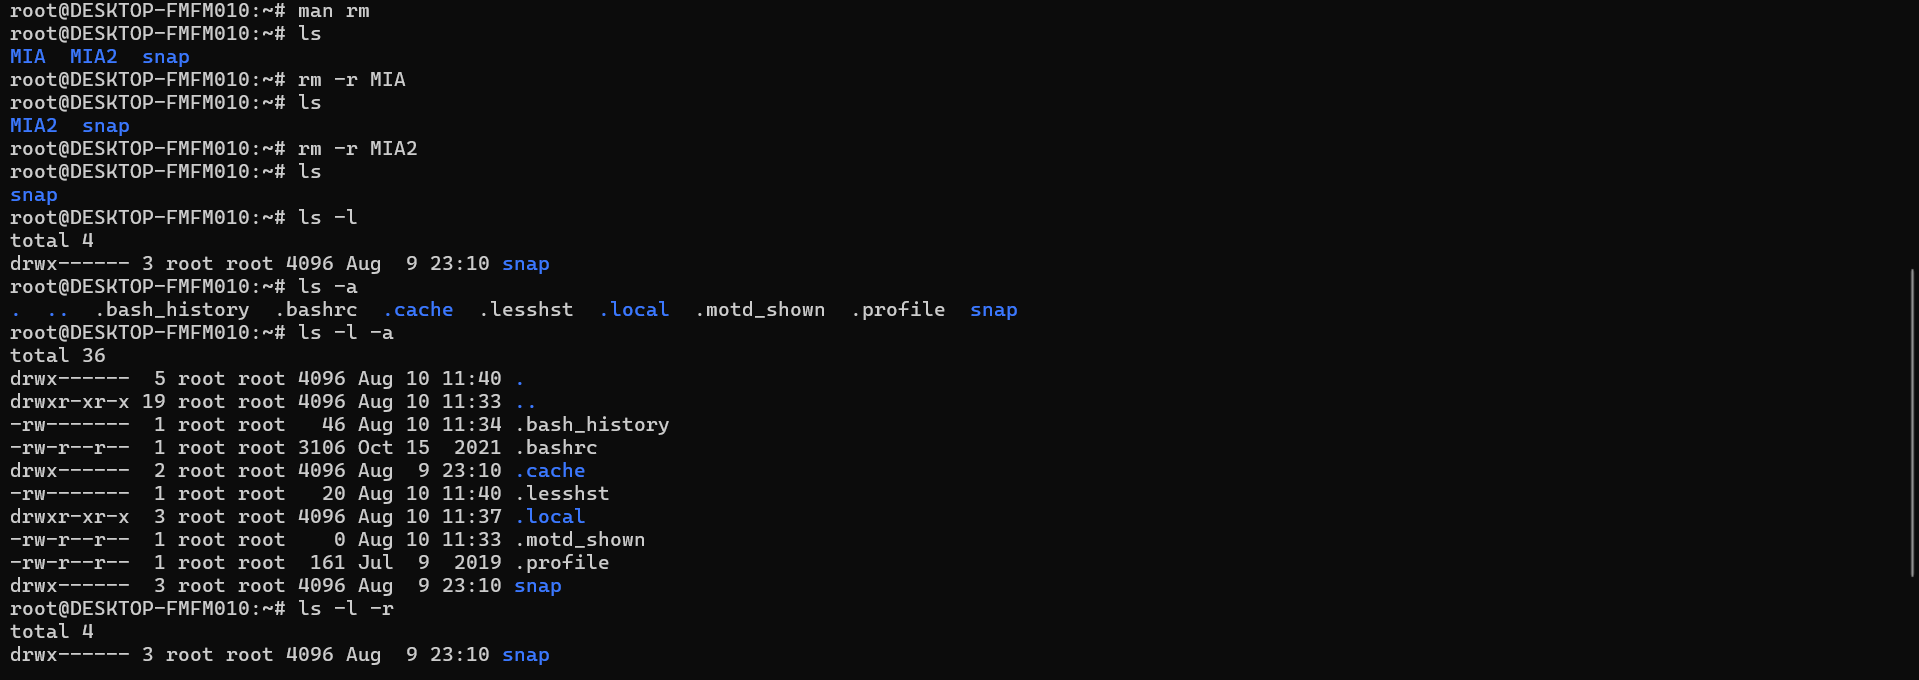 root@DESKTOP-FMFM010:~# man rm
root@DESKTOP-FMFM010:~# ls
MIA  MIA2  snap
root@DESKTOP-FMFM010:~# rm -r MIA
root@DESKTOP-FMFM010:~# ls
MIA2  snap
root@DESKTOP-FMFM010:~# rm -r MIA2
root@DESKTOP-FMFM010:~# ls
snap
root@DESKTOP-FMFM010:~# ls -l
total 4
drwx------ 3 root root 4096 Aug  9 23:10 snap
root@DESKTOP-FMFM010:~# ls -a
.  ..  .bash_history  .bashrc  .cache  .lesshst  .local  .motd_shown  .profile  snap
root@DESKTOP-FMFM010:~# ls -l -a
total 36
drwx------  5 root root 4096 Aug 10 11:40 .
drwxr-xr-x 19 root root 4096 Aug 10 11:33 ..
-rw-------  1 root root   46 Aug 10 11:34 .bash_history
-rw-r--r--  1 root root 3106 Oct 15  2021 .bashrc
drwx------  2 root root 4096 Aug  9 23:10 .cache
-rw-------  1 root root   20 Aug 10 11:40 .lesshst
drwxr-xr-x  3 root root 4096 Aug 10 11:37 .local
-rw-r--r--  1 root root    0 Aug 10 11:33 .motd_shown
-rw-r--r--  1 root root  161 Jul  9  2019 .profile
drwx------  3 root root 4096 Aug  9 23:10 snap
root@DESKTOP-FMFM010:~# ls -l -r
total 4
drwx------ 3 root root 4096 Aug  9 23:10 snap